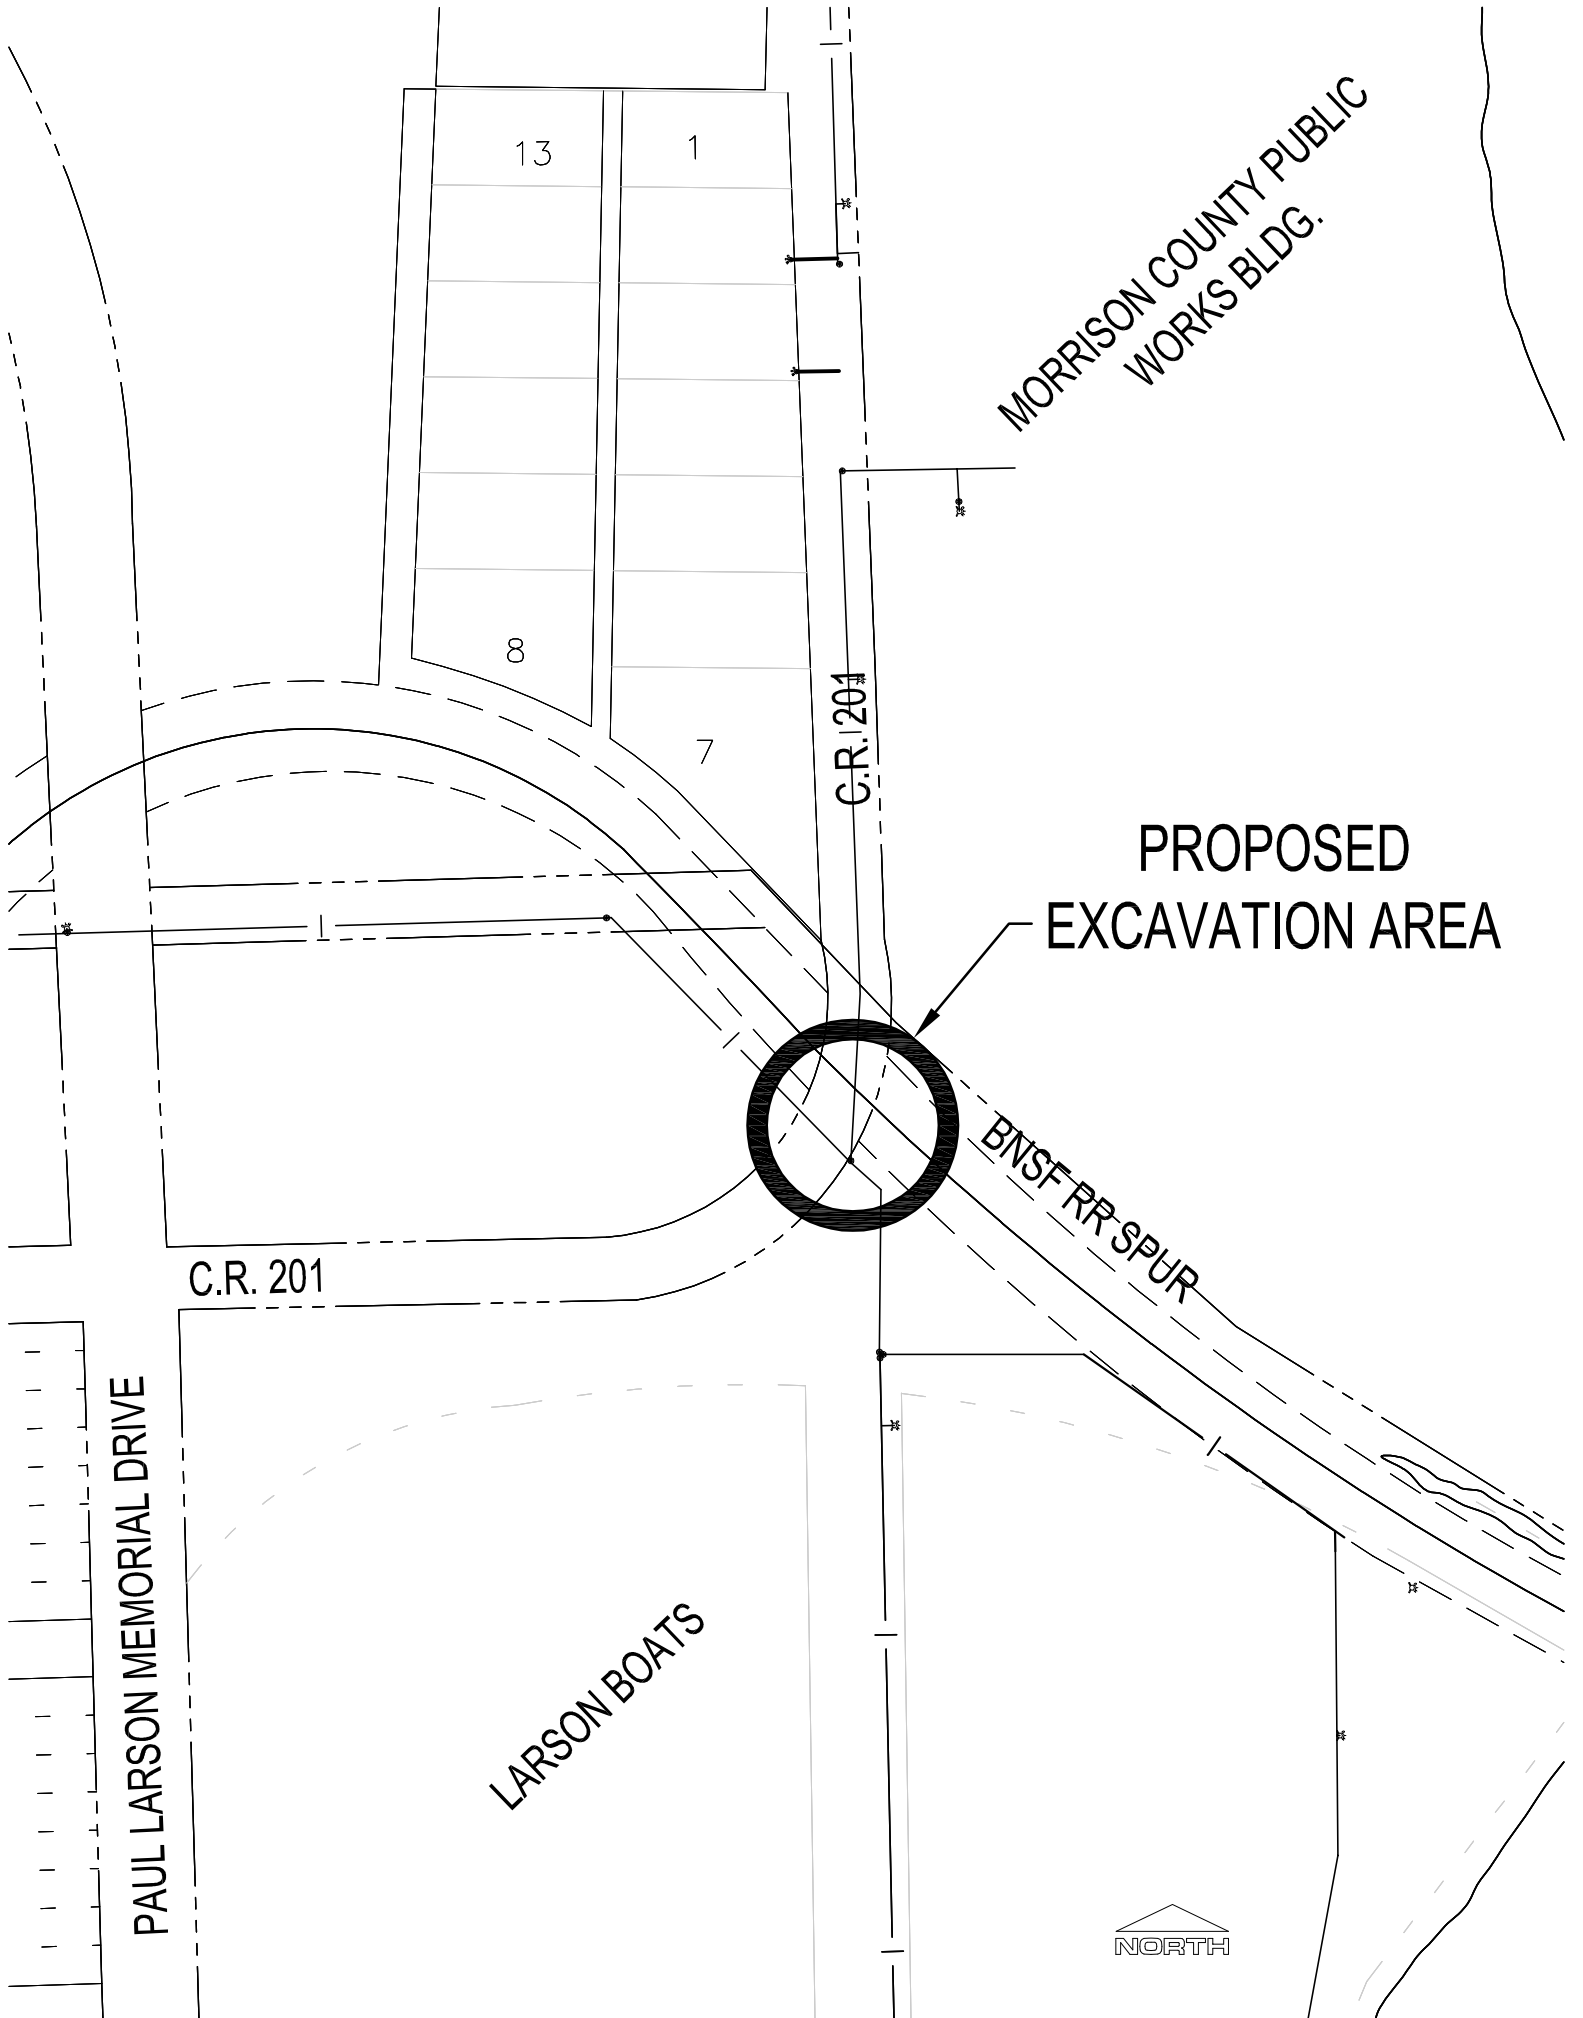 13
1
MORRISON COUNTY PUBLIC
WORKS BLDG.
8
7
C.R. 201
PROPOSED
EXCAVATION AREA
BNSF RR SPUR
C.R. 201
PAUL LARSON MEMORIAL DRIVE
LARSON BOATS
NORTH